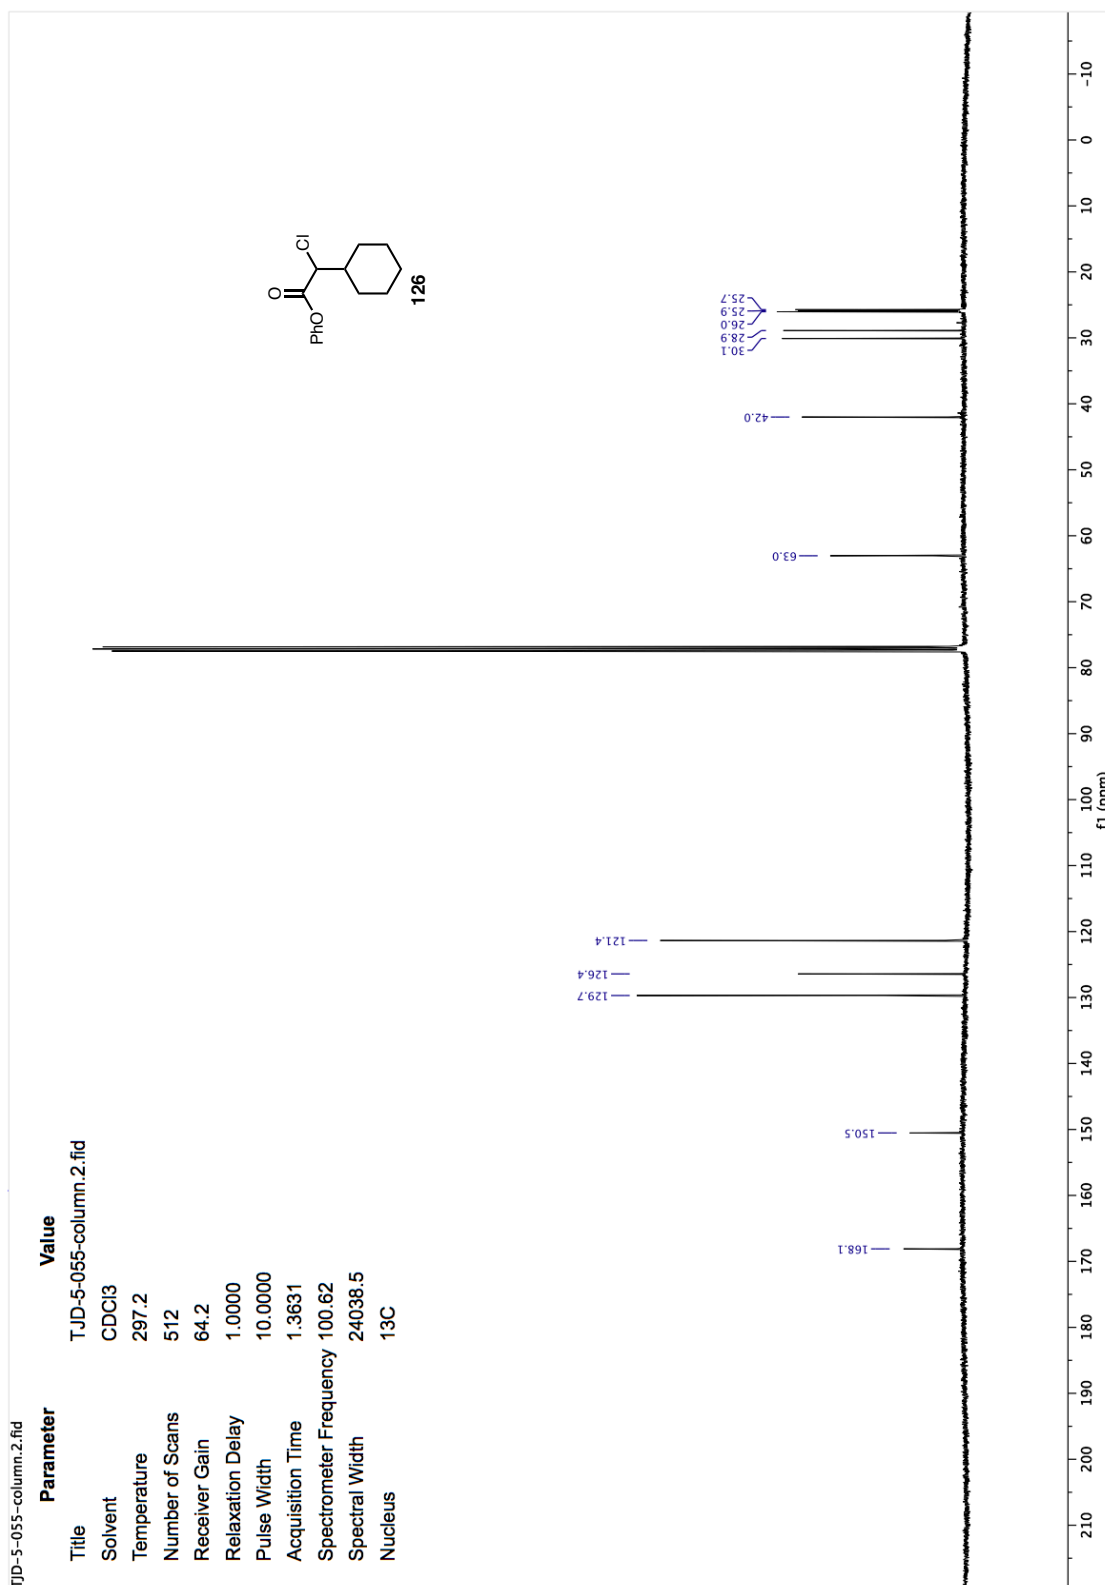 TJD-5-055-column.2.fid
Parameter Value
Title TJD-5-055-column.2.fid
Solvent CDCl3
Temperature 297.2
Number of Scans 512
Receiver Gain 64.2
Relaxation Delay 1.0000
Pulse Width 10.0000
Acquisition Time 1.3631
Spectrometer Frequency 100.62
Spectral Width 24038.5
Nucleus 13C
O
PhO
Cl
126
168.1
150.5
129.7
126.4
121.4
63.0
42.0
30.1
28.9
26.0
25.9
25.7
210 200 190 180 170 160 150 140 130 120 110 100 90 80 70 60 50 40 30 20 10 0 -10
f1 (ppm)